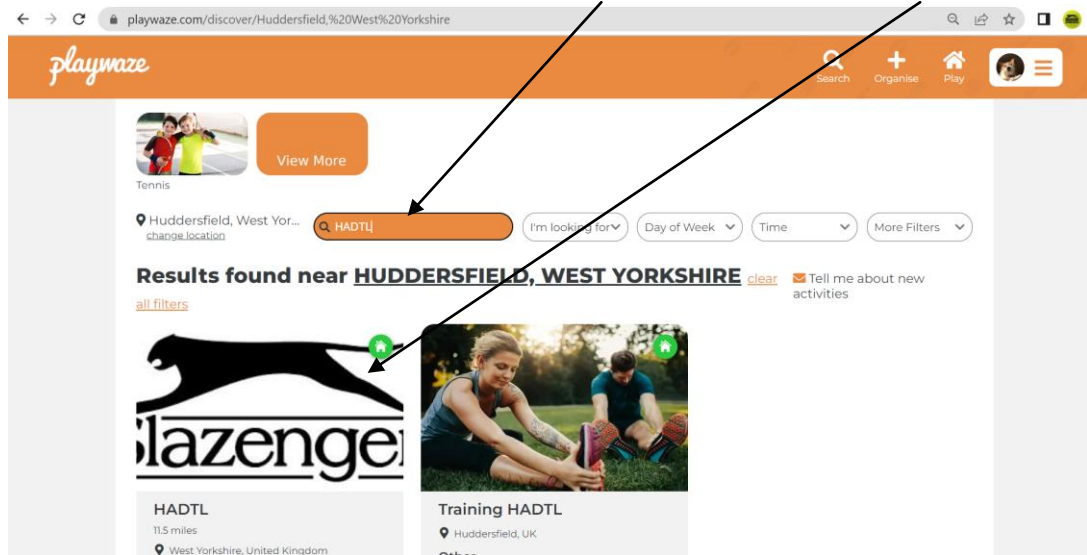 playwaze.com/discover/Huddersfield,%20West%20Yorkshire
playwaze
Search Organise Play
View More
Tennis
Huddersfield, West Yor...
change location
HADTL
I'm looking for
Day of Week
Time
More Filters
Results found near HUDDERSFIELD, WEST YORKSHIRE clear
all filters
Tell me about new
activities
Slazenger
HADTL
11.5 miles
West Yorkshire, United Kingdom
Training HADTL
Huddersfield, UK
Other